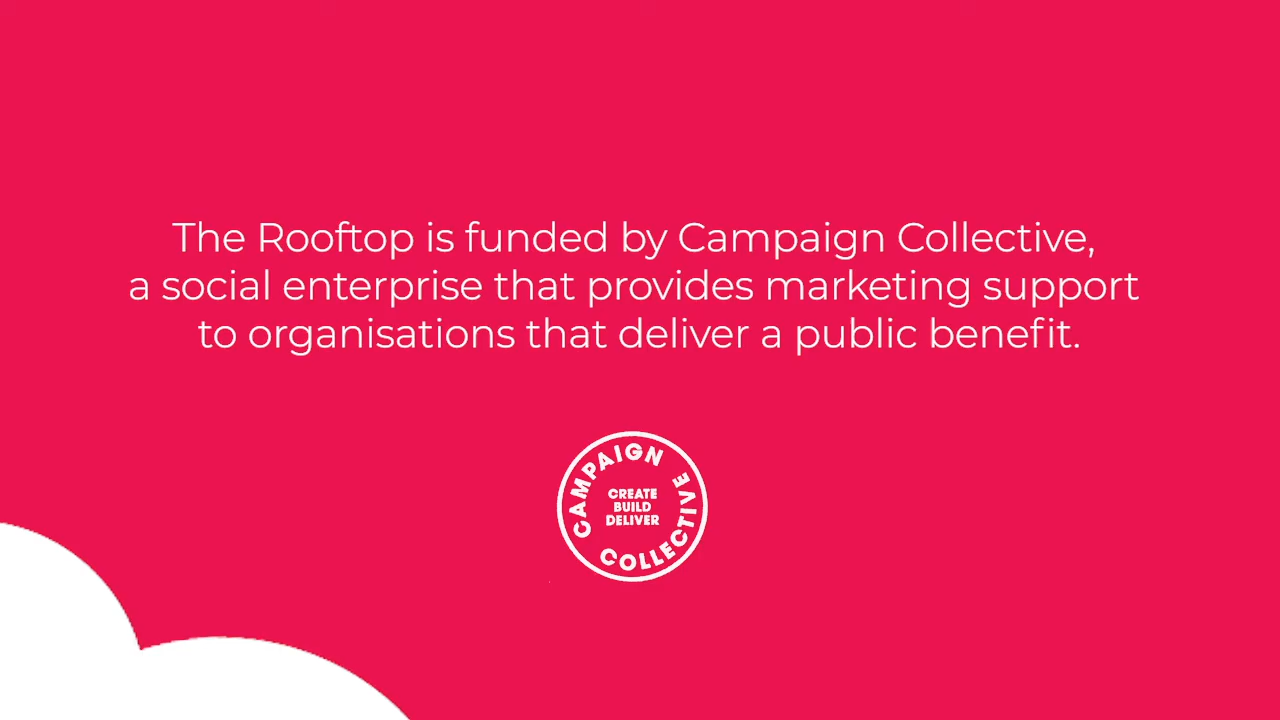 The Rooftop is funded by Campaign Collective,
a social enterprise that provides marketing support
to organisations that deliver a public benefit.
CAMPAIGN COLLECTIVE
CREATE
BUILD
DELIVER